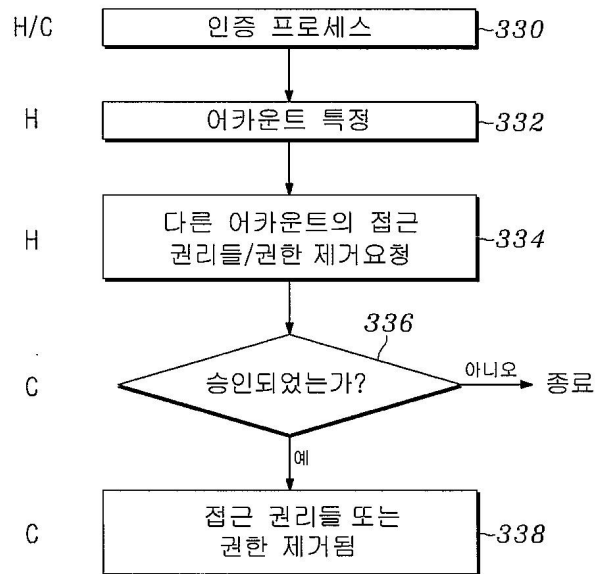 H/C 인증 프로세스 330
H 어카운트 특정 332
H 다른 어카운트의 접근
권리들/권한 제거요청 334
336
C 승인되었는가? 아니오 종료
예
C 접근 권리들 또는
권한 제거됨 338